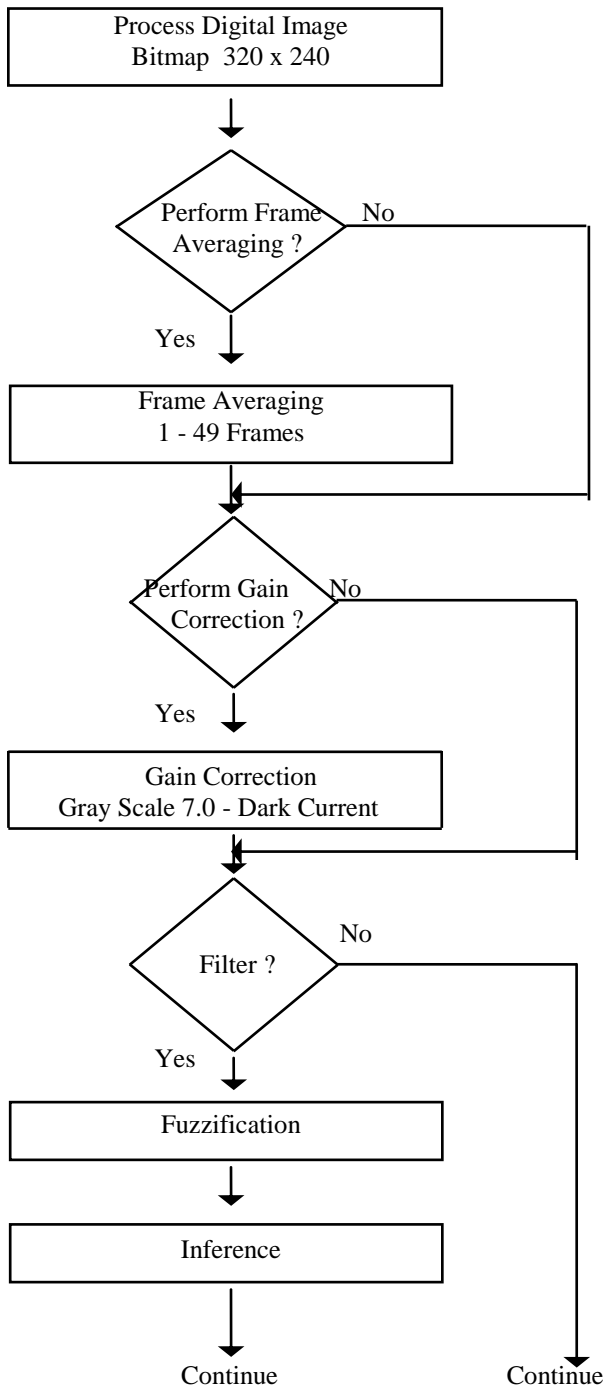 Process Digital Image
Bitmap 320 x 240
Perform Frame
Averaging ?
No
Yes
Frame Averaging
1 - 49 Frames
Perform Gain
Correction ?
No
Yes
Gain Correction
Gray Scale 7.0 - Dark Current
Filter ?
No
Yes
Fuzzification
Inference
Continue
Continue